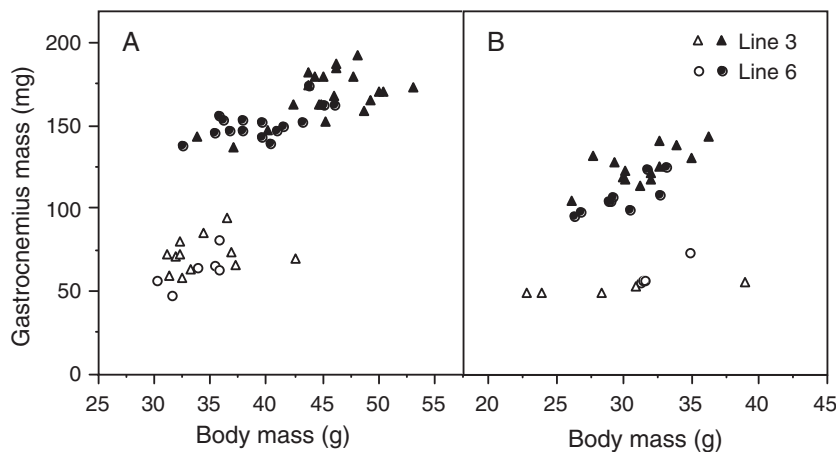 A
B
△ ▲ Line 3
○ ● Line 6
Gastrocnemius mass (mg)
200
150
100
50
0
25 30 35 40 45 50 55
20 25 30 35 40 45
Body mass (g)
Body mass (g)